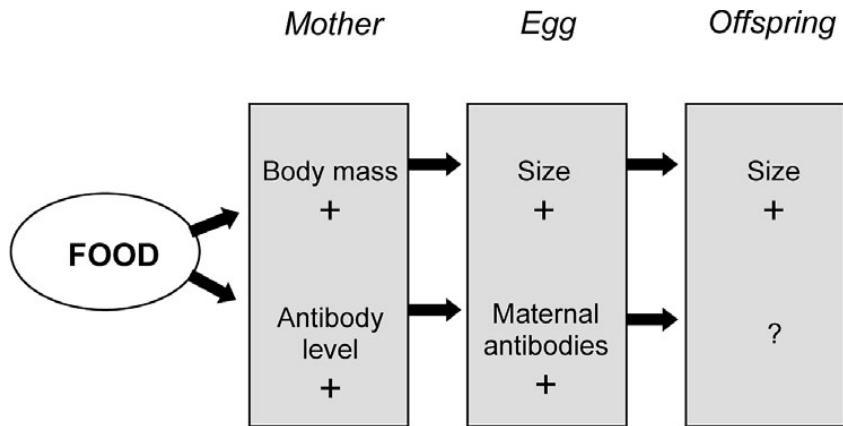 Mother Egg Offspring
Body mass Size Size
+ + +
FOOD
Antibody Maternal ?
level antibodies
+ +